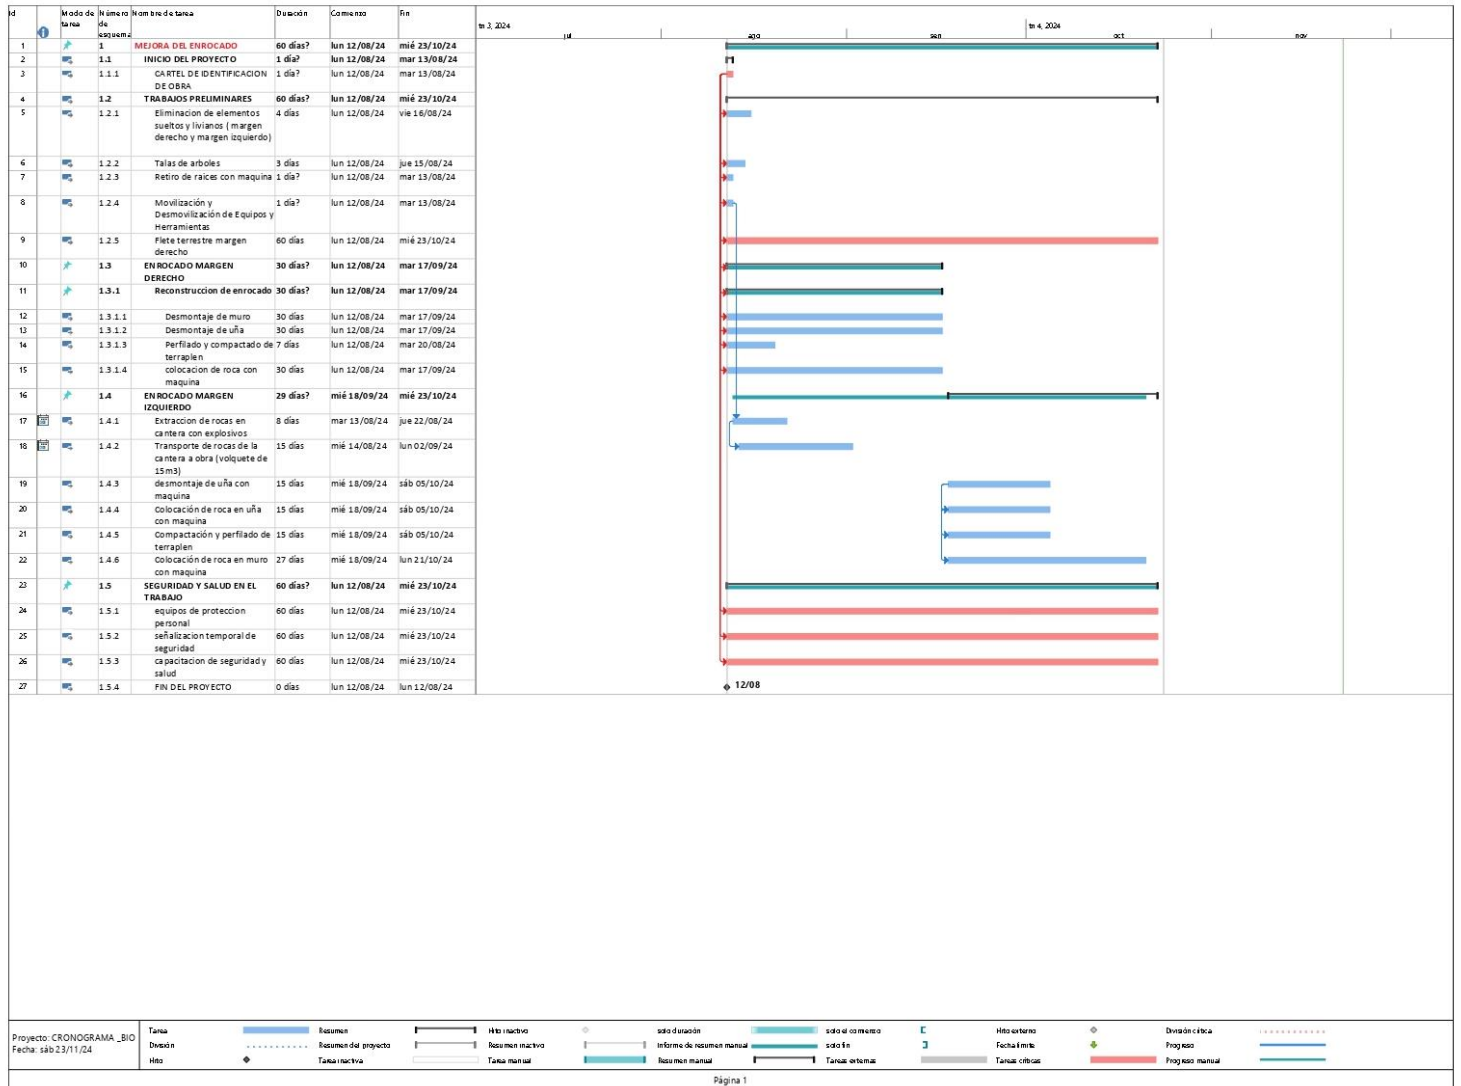 Id Modo de tarea Número de esquema Nombre de tarea Duración Comienzo Fin
tri 3, 2024 tri 4, 2024
jul ago sep oct nov
1 1 MEJORA DEL ENROCADO 60 días? lun 12/08/24 mié 23/10/24
2 1.1 INICIO DEL PROYECTO 1 día? lun 12/08/24 mar 13/08/24
3 1.1.1 CARTEL DE IDENTIFICACION 1 día? lun 12/08/24 mar 13/08/24
DE OBRA
4 1.2 TRABAJOS PRELIMINARES 60 días? lun 12/08/24 mié 23/10/24
5 1.2.1 Eliminacion de elementos 4 días lun 12/08/24 vie 16/08/24
sueltos y livianos ( margen
derecho y margen izquierdo)
6 1.2.2 Talas de arboles 3 días lun 12/08/24 jue 15/08/24
7 1.2.3 Retiro de raices con maquina 1 día? lun 12/08/24 mar 13/08/24
8 1.2.4 Movilización y 1 día? lun 12/08/24 mar 13/08/24
Desmovilización de Equipos y
Herramientas
9 1.2.5 Flete terrestre margen 60 días lun 12/08/24 mié 23/10/24
derecho
10 1.3 ENROCADO MARGEN 30 días? lun 12/08/24 mar 17/09/24
DERECHO
11 1.3.1 Reconstruccion de enrocado 30 días? lun 12/08/24 mar 17/09/24
12 1.3.1.1 Desmontaje de muro 30 días lun 12/08/24 mar 17/09/24
13 1.3.1.2 Desmontaje de uña 30 días lun 12/08/24 mar 17/09/24
14 1.3.1.3 Perfilado y compactado de 7 días lun 12/08/24 mar 20/08/24
terraplen
15 1.3.1.4 colocacion de roca con 30 días lun 12/08/24 mar 17/09/24
maquina
16 1.4 ENROCADO MARGEN 29 días? mié 18/09/24 mié 23/10/24
IZQUIERDO
17 1.4.1 Extraccion de rocas en 8 días mar 13/08/24 jue 22/08/24
cantera con explosivos
18 1.4.2 Transporte de rocas de la 15 días mié 14/08/24 lun 02/09/24
cantera a obra (volquete de
15m3)
19 1.4.3 desmontaje de uña con 15 días mié 18/09/24 sáb 05/10/24
maquina
20 1.4.4 Colocación de roca en uña 15 días mié 18/09/24 sáb 05/10/24
con maquina
21 1.4.5 Compactación y perfilado de 15 días mié 18/09/24 sáb 05/10/24
terraplen
22 1.4.6 Colocación de roca en muro 27 días mié 18/09/24 lun 21/10/24
con maquina
23 1.5 SEGURIDAD Y SALUD EN EL 60 días? lun 12/08/24 mié 23/10/24
TRABAJO
24 1.5.1 equipos de proteccion 60 días lun 12/08/24 mié 23/10/24
personal
25 1.5.2 señalizacion temporal de 60 días lun 12/08/24 mié 23/10/24
seguridad
26 1.5.3 capacitacion de seguridad y 60 días lun 12/08/24 mié 23/10/24
salud
27 1.5.4 FIN DEL PROYECTO 0 días lun 12/08/24 lun 12/08/24 12/08
Proyecto: CRONOGRAMA _BIO
Fecha: sáb 23/11/24
Tarea Resumen Hito inactivo solo duración solo el comienzo Hito externo División crítica
División Resumen del proyecto Resumen inactivo Informe de resumen manual solo fin Fecha límite Progreso
Hito Tarea inactiva Tarea manual Resumen manual Tareas externas Tareas críticas Progreso manual
Página 1